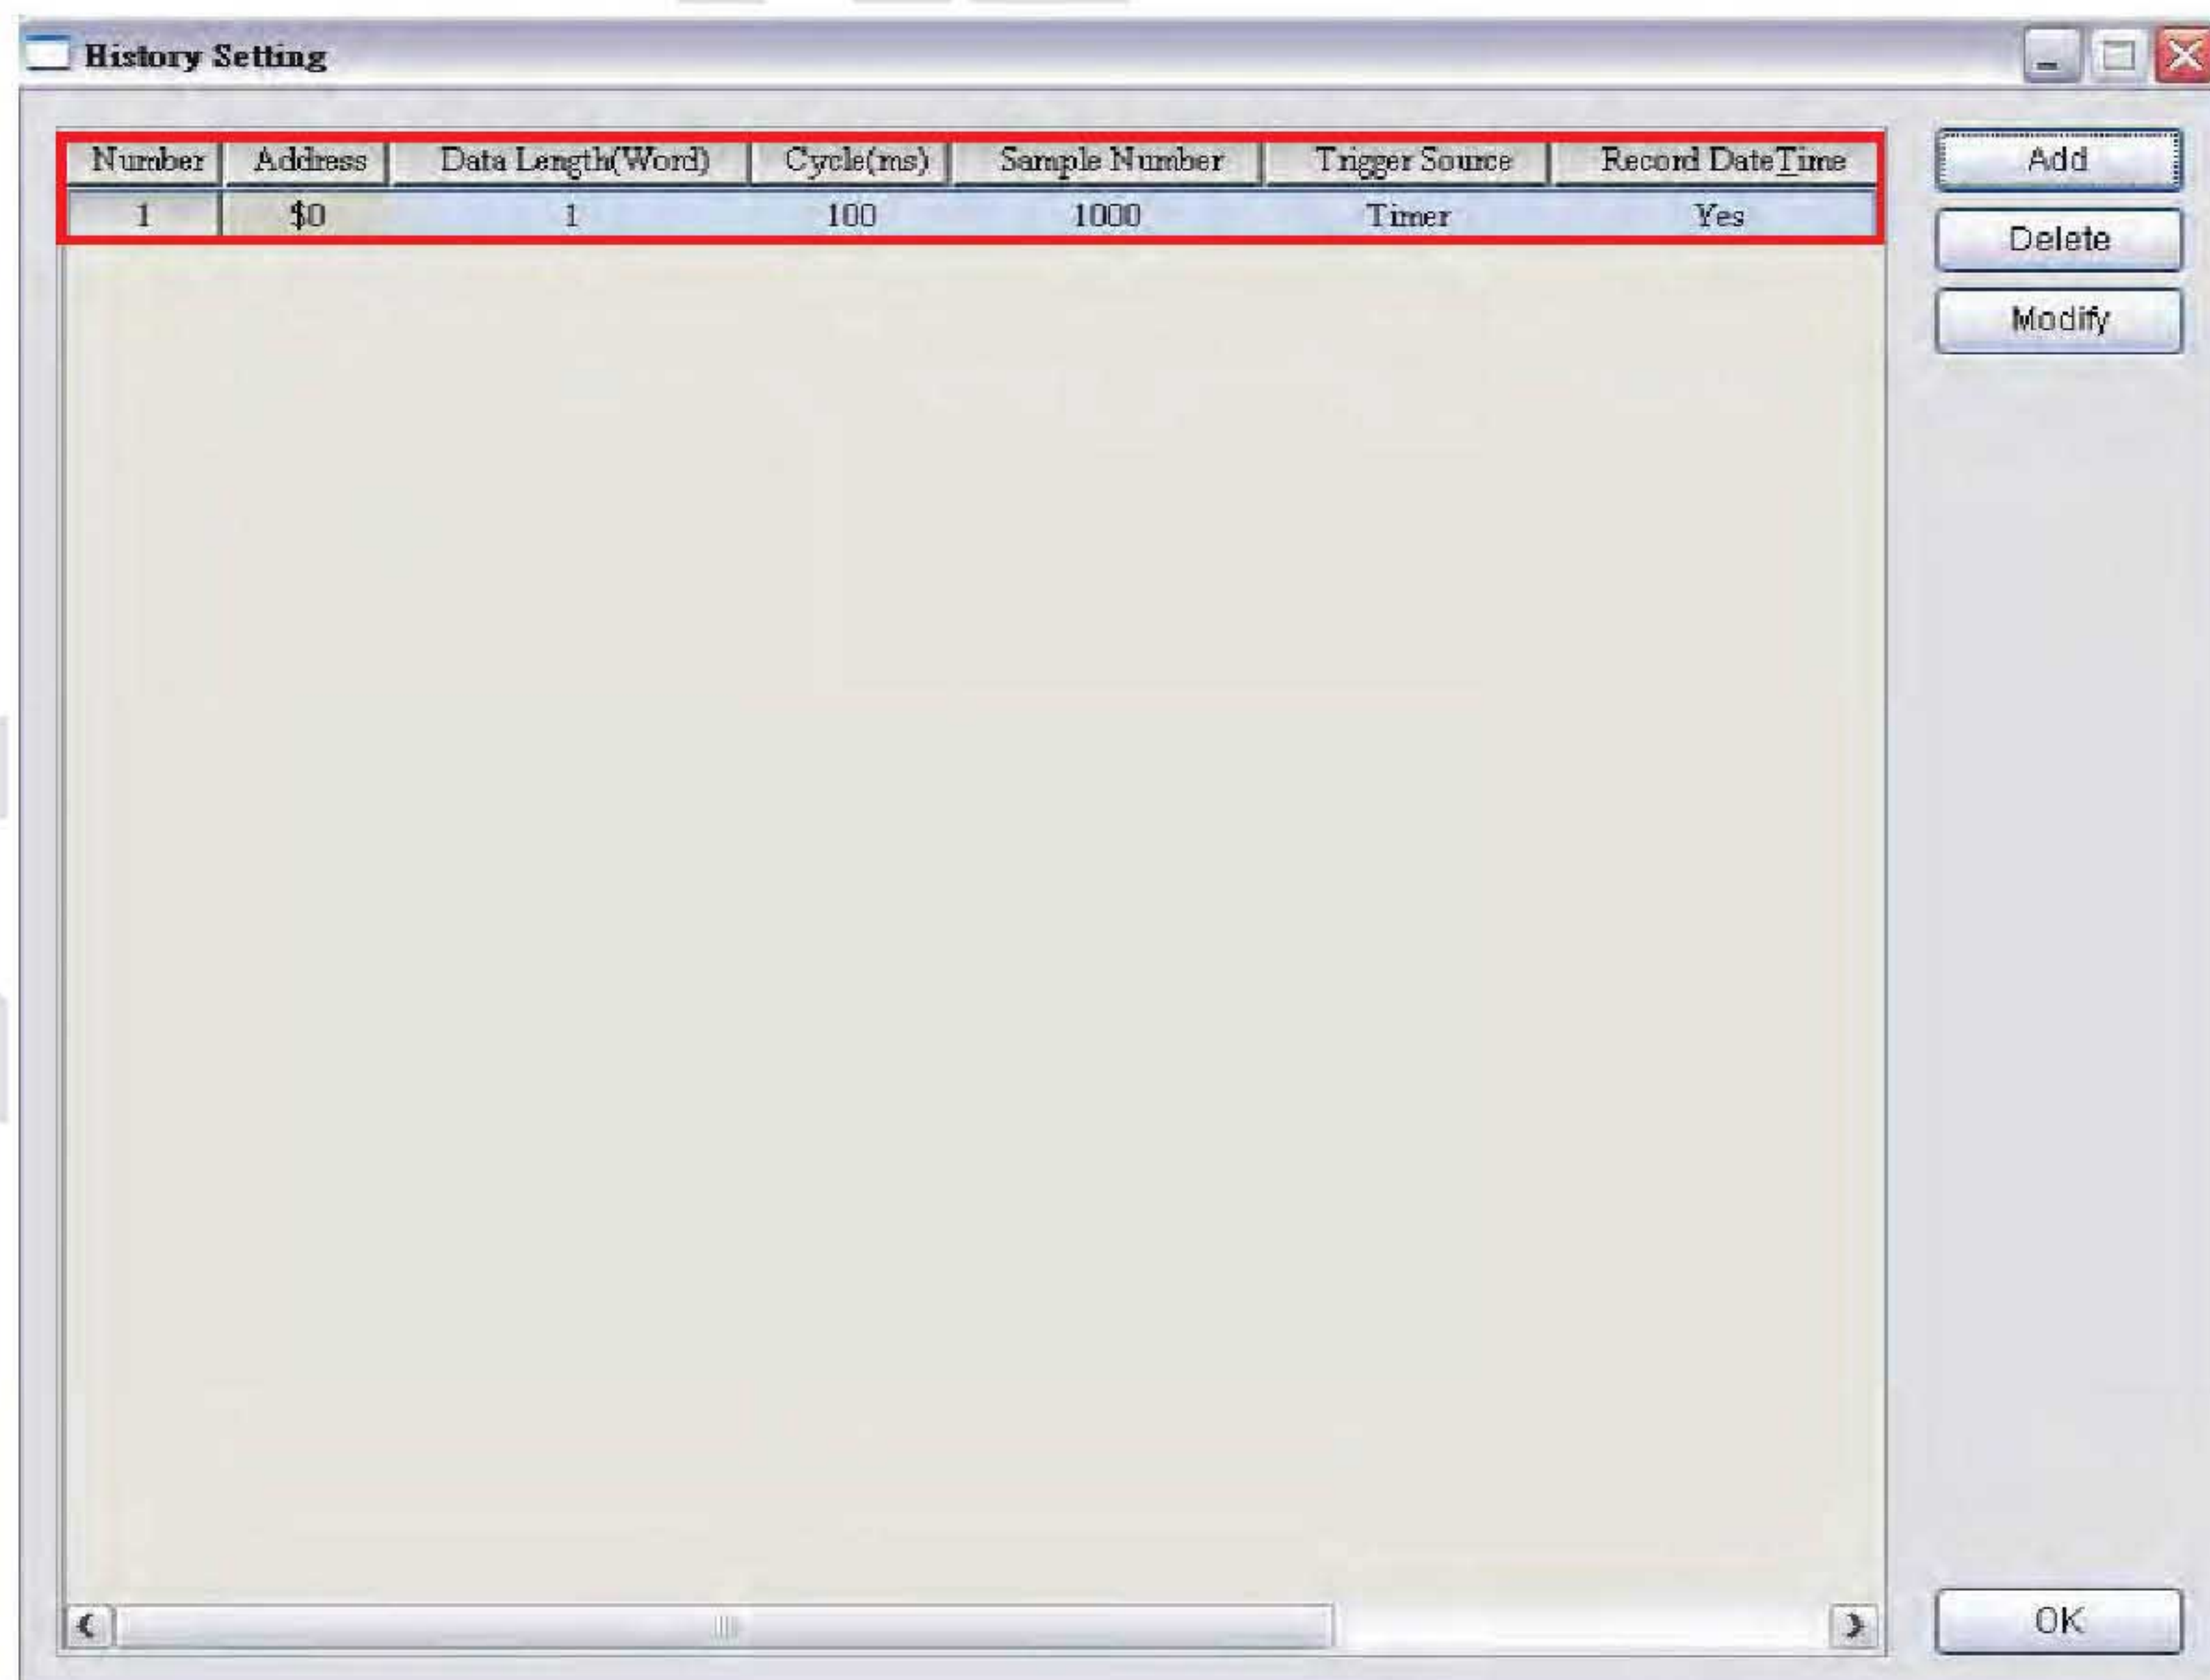 History Setting
Number Address Data Length(Word) Cycle(ms) Sample Number Trigger Source Record DateTime
1 $0 1 100 1000 Timer Yes
Add
Delete
Modify
OK